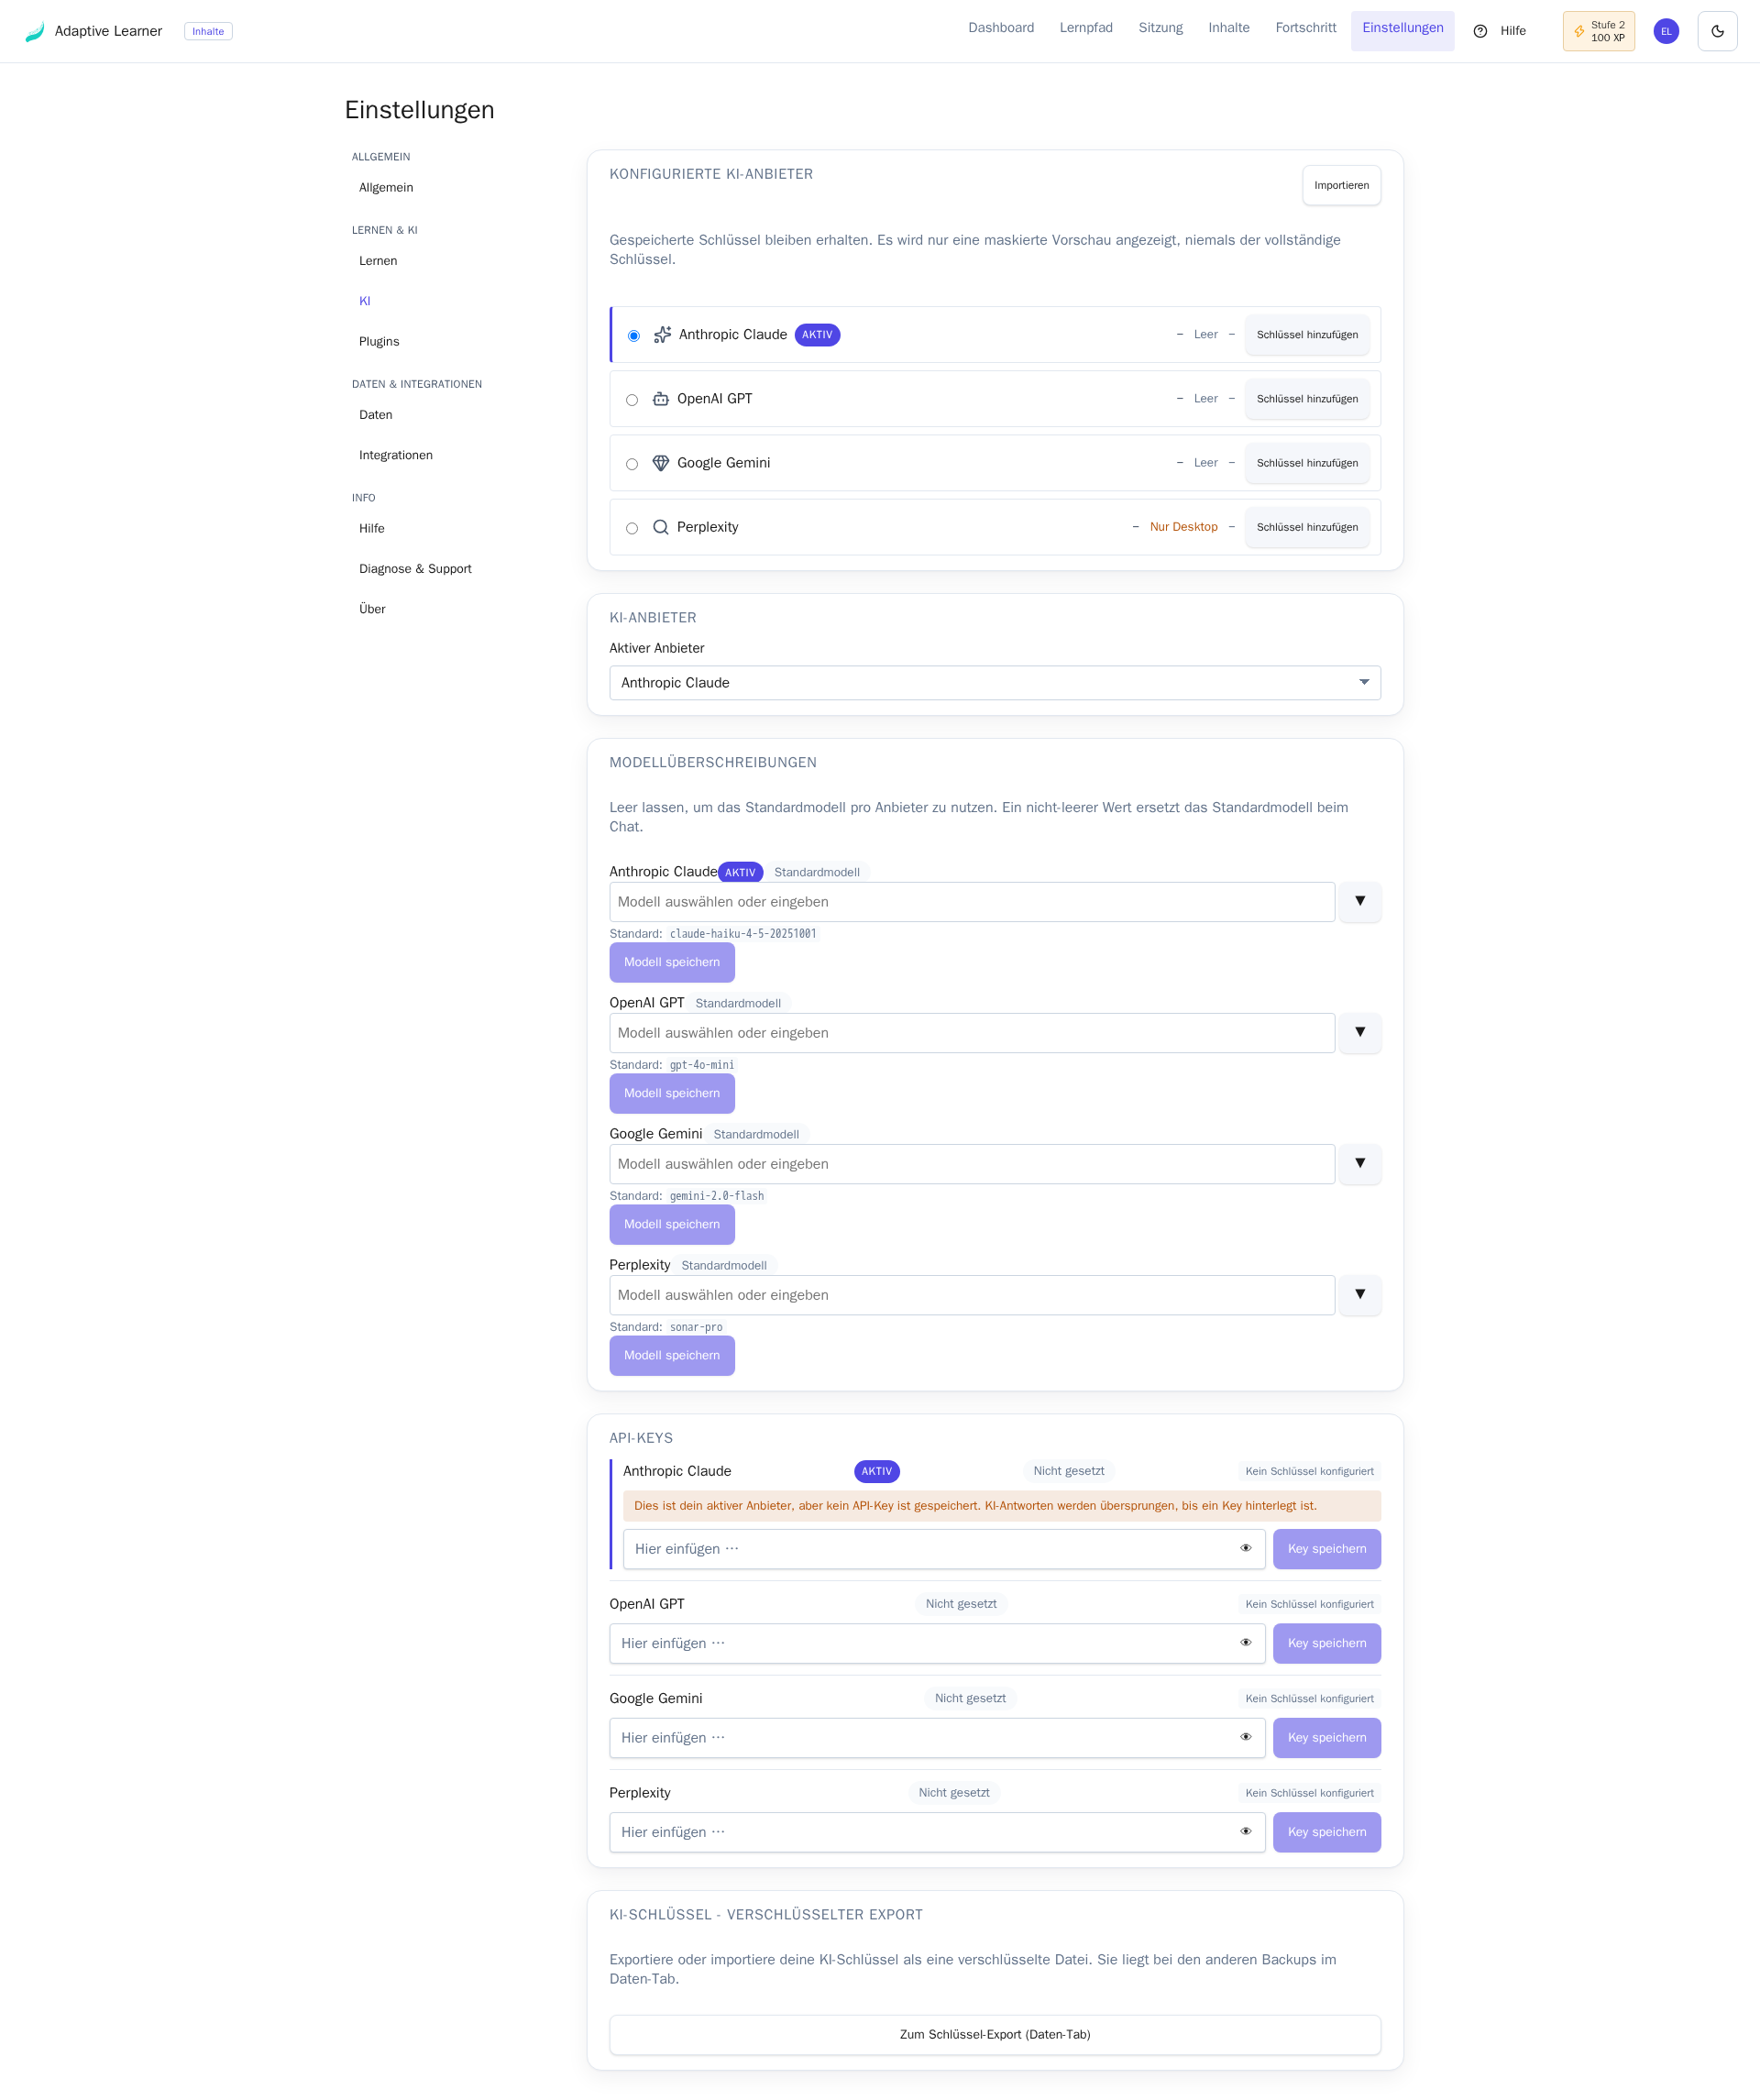 Adaptive Learner
Inhalte
Dashboard
Lernpfad
Sitzung
Inhalte
Fortschritt
Einstellungen
Hilfe
Stufe 2
100 XP
EL
Einstellungen
ALLGEMEIN
Allgemein
LERNEN & KI
Lernen
KI
Plugins
DATEN & INTEGRATIONEN
Daten
Integrationen
INFO
Hilfe
Diagnose & Support
Über
KONFIGURIERTE KI-ANBIETER
Importieren
Gespeicherte Schlüssel bleiben erhalten. Es wird nur eine maskierte Vorschau angezeigt, niemals der vollständige
Schlüssel.
Anthropic Claude AKTIV – Leer – Schlüssel hinzufügen
OpenAI GPT – Leer – Schlüssel hinzufügen
Google Gemini – Leer – Schlüssel hinzufügen
Perplexity – Nur Desktop – Schlüssel hinzufügen
KI-ANBIETER
Aktiver Anbieter
Anthropic Claude
MODELLÜBERSCHREIBUNGEN
Leer lassen, um das Standardmodell pro Anbieter zu nutzen. Ein nicht-leerer Wert ersetzt das Standardmodell beim
Chat.
Anthropic Claude AKTIV Standardmodell
Modell auswählen oder eingeben ▼
Standard: claude-haiku-4-5-20251001
Modell speichern
OpenAI GPT Standardmodell
Modell auswählen oder eingeben ▼
Standard: gpt-4o-mini
Modell speichern
Google Gemini Standardmodell
Modell auswählen oder eingeben ▼
Standard: gemini-2.0-flash
Modell speichern
Perplexity Standardmodell
Modell auswählen oder eingeben ▼
Standard: sonar-pro
Modell speichern
API-KEYS
Anthropic Claude AKTIV Nicht gesetzt Kein Schlüssel konfiguriert
Dies ist dein aktiver Anbieter, aber kein API-Key ist gespeichert. KI-Antworten werden übersprungen, bis ein Key hinterlegt ist.
Hier einfügen … Key speichern
OpenAI GPT Nicht gesetzt Kein Schlüssel konfiguriert
Hier einfügen … Key speichern
Google Gemini Nicht gesetzt Kein Schlüssel konfiguriert
Hier einfügen … Key speichern
Perplexity Nicht gesetzt Kein Schlüssel konfiguriert
Hier einfügen … Key speichern
KI-SCHLÜSSEL - VERSCHLÜSSELTER EXPORT
Exportiere oder importiere deine KI-Schlüssel als eine verschlüsselte Datei. Sie liegt bei den anderen Backups im
Daten-Tab.
Zum Schlüssel-Export (Daten-Tab)